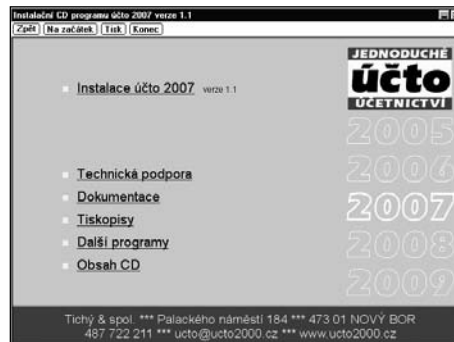 Instalační CD programu účto 2007 verze 1.1
Zpět Na začátek Tisk Konec
JEDNODUCHÉ
účto
ÚČETNICTVÍ
Instalace účto 2007 verze 1.1
2005
2006
2007
2008
2009
Technická podpora
Dokumentace
Tiskopisy
Další programy
Obsah CD
Tichý & spol. *** Palackého náměstí 184 *** 473 01 NOVÝ BOR
487 722 211 *** ucto@ucto2000.cz *** www.ucto2000.cz